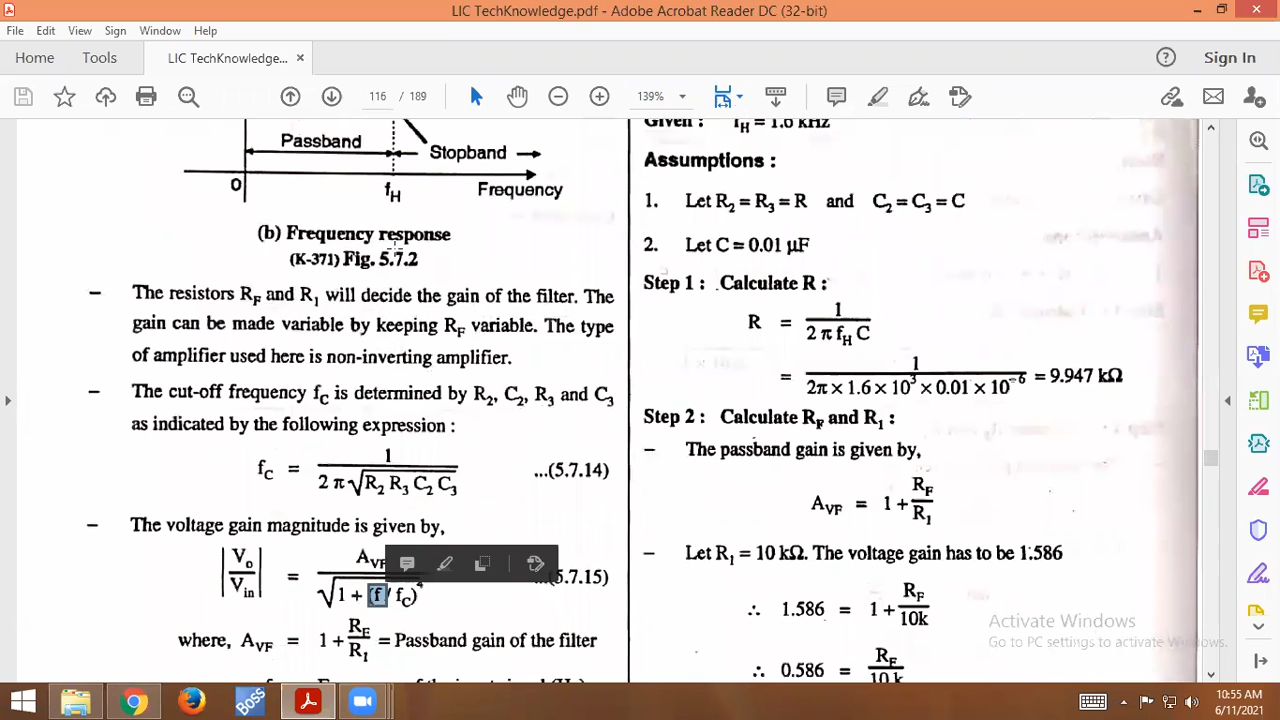 LIC TechKnowledge.pdf - Adobe Acrobat Reader DC (32-bit)
File Edit View Sign Window Help
Home Tools LIC TechKnowledge... × Sign In
116 / 189 139%
Passband
Stopband
0
fH
Frequency
(b) Frequency response
(K-371) Fig. 5.7.2
– The resistors RF and R1 will decide the gain of the filter. The
gain can be made variable by keeping RF variable. The type
of amplifier used here is non-inverting amplifier.
– The cut-off frequency fC is determined by R2, C2, R3 and C3
as indicated by the following expression :
fC = 1 / 2 π √R2 R3 C2 C3 ...(5.7.14)
– The voltage gain magnitude is given by,
|Vo / Vin| = AVF / √1 + (f / fC)^4 ...(5.7.15)
where, AVF = 1 + RF / R1 = Passband gain of the filter
Given : fH = 1.6 kHz
Assumptions :
1. Let R2 = R3 = R and C2 = C3 = C
2. Let C = 0.01 μF
Step 1 : Calculate R :
R = 1 / 2 π fH C
= 1 / 2π × 1.6 × 10^3 × 0.01 × 10^-6 = 9.947 kΩ
Step 2 : Calculate RF and R1 :
– The passband gain is given by,
AVF = 1 + RF / R1
– Let R1 = 10 kΩ. The voltage gain has to be 1.586
∴ 1.586 = 1 + RF / 10k
∴ 0.586 = RF / 10 k
Activate Windows
Go to PC settings to activate Windows.
BOSS
10:55 AM
6/11/2021